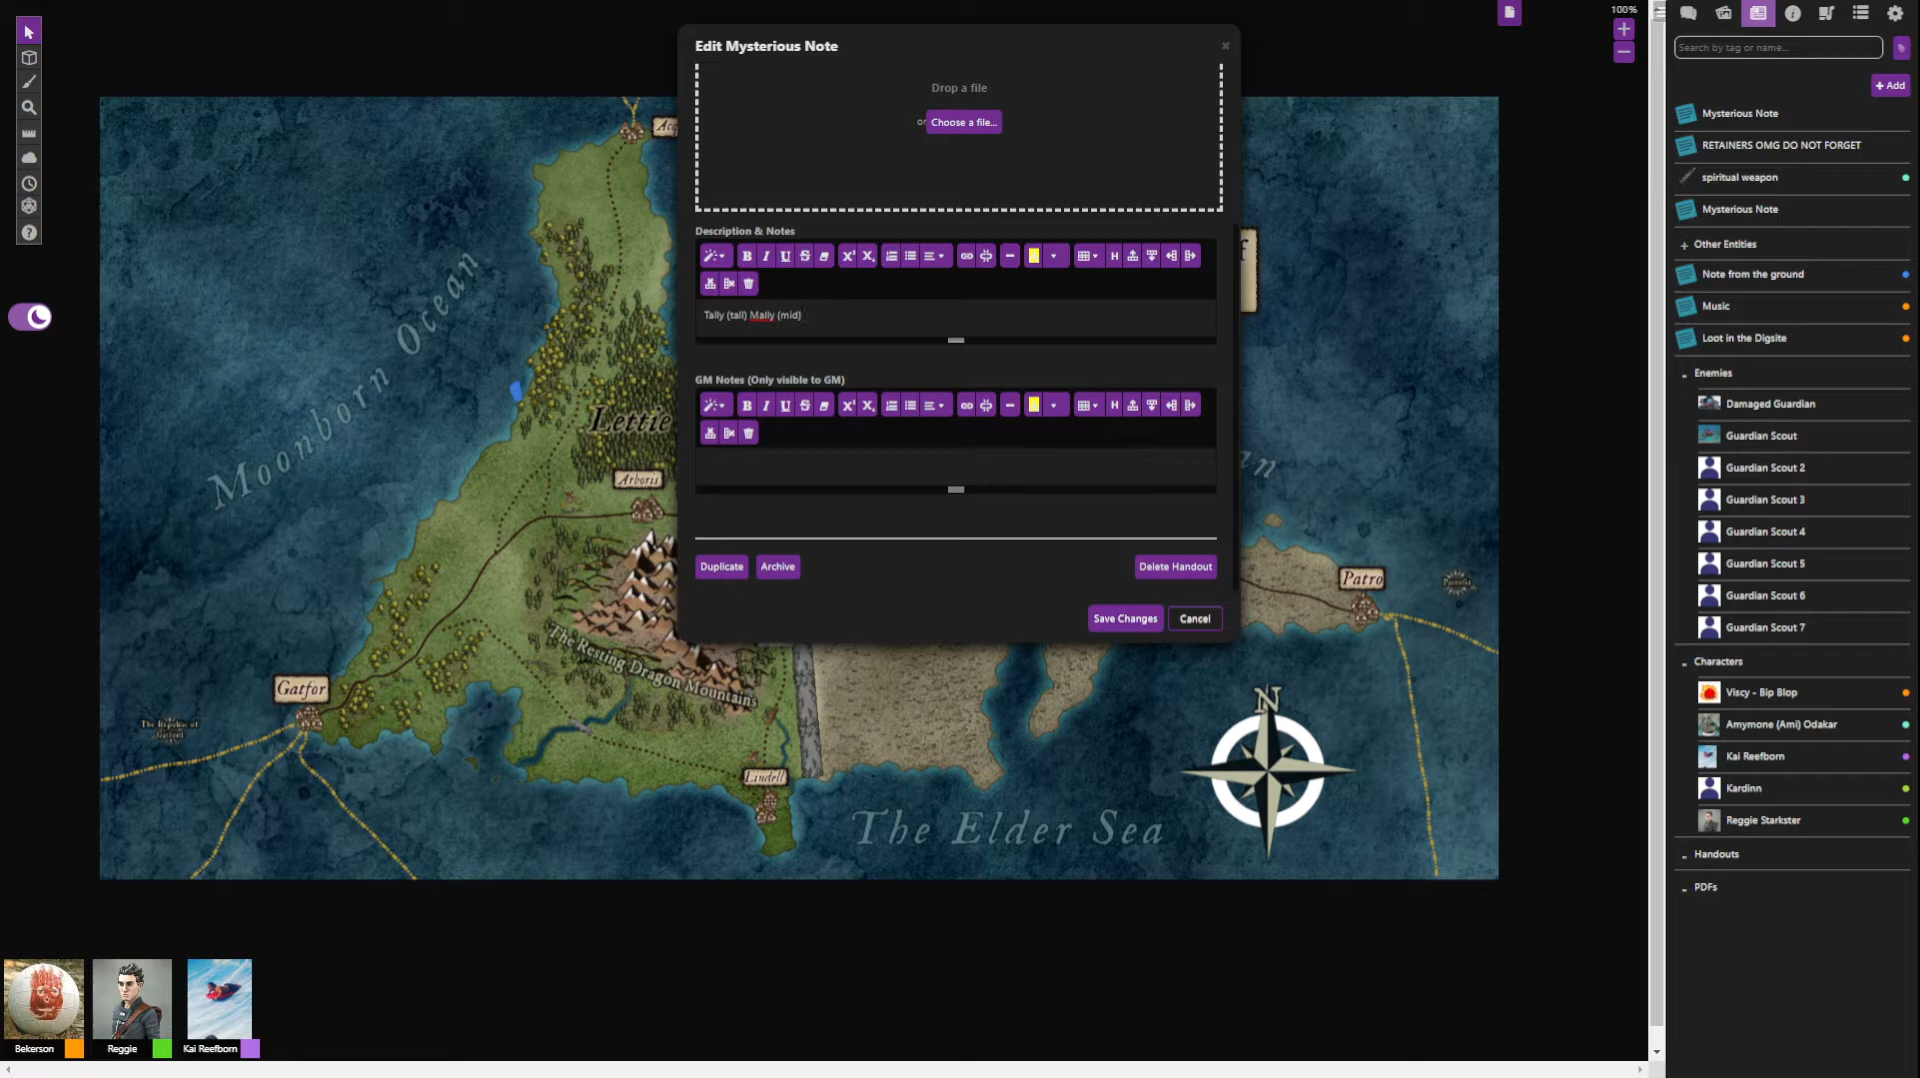 100%
Edit Mysterious Note
Drop a file
or Choose a file...
Description & Notes
Tally (tall) Mally (mid)
GM Notes (Only visible to GM)
Duplicate
Archive
Delete Handout
Save Changes
Cancel
Moonborn Ocean
Lettie
Arboris
The Resting Dragon Mountains
Gatfor
Lindell
Patro
The Elder Sea
N
Bekerson
Reggie
Kai Reefborn
Search by tag or name...
+ Add
Mysterious Note
RETAINERS OMG DO NOT FORGET
spiritual weapon
Mysterious Note
Other Entities
Note from the ground
Music
Loot in the Digsite
Enemies
Damaged Guardian
Guardian Scout
Guardian Scout 2
Guardian Scout 3
Guardian Scout 4
Guardian Scout 5
Guardian Scout 6
Guardian Scout 7
Characters
Viscy - Bip Blop
Amymone (Ami) Odakar
Kai Reefborn
Kardinn
Reggie Starkster
Handouts
PDFs